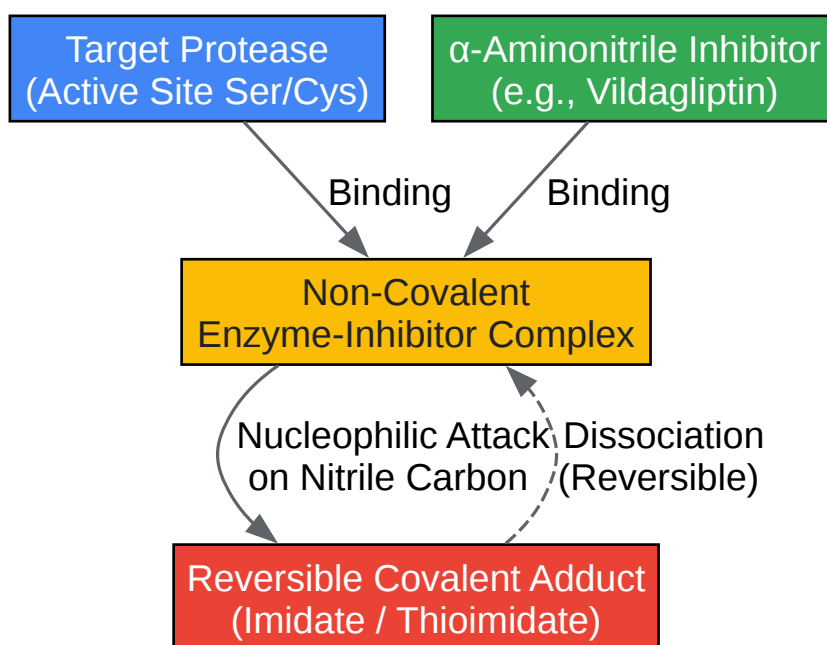 Target Protease
(Active Site Ser/Cys)
α-Aminonitrile Inhibitor
(e.g., Vildagliptin)
Binding
Binding
Non-Covalent
Enzyme-Inhibitor Complex
Nucleophilic Attack
on Nitrile Carbon
Dissociation
(Reversible)
Reversible Covalent Adduct
(Imidate / Thioimidate)